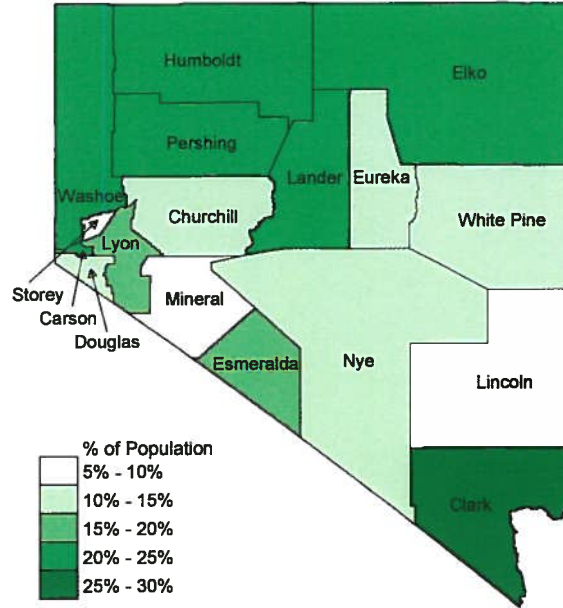 Humboldt
Elko
Pershing
Lander
Eureka
Washoe
Churchill
White Pine
Lyon
Storey
Carson
Douglas
Mineral
Esmeralda
Nye
Lincoln
Clark
% of Population
5% - 10%
10% - 15%
15% - 20%
20% - 25%
25% - 30%